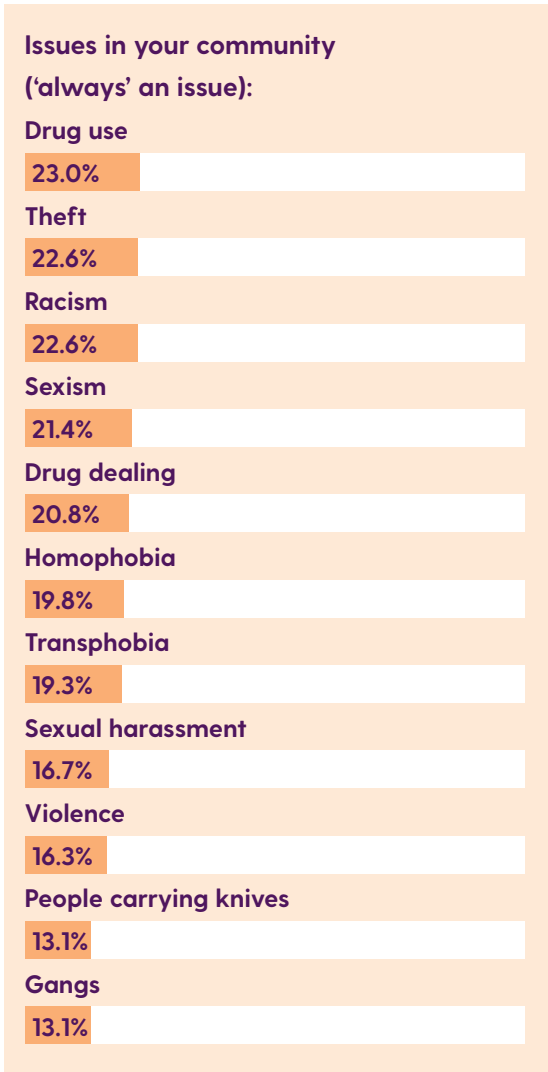 Issues in your community
(‘always’ an issue):
Drug use
23.0%
Theft
22.6%
Racism
22.6%
Sexism
21.4%
Drug dealing
20.8%
Homophobia
19.8%
Transphobia
19.3%
Sexual harassment
16.7%
Violence
16.3%
People carrying knives
13.1%
Gangs
13.1%